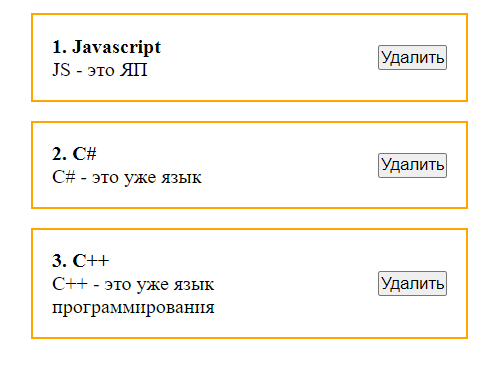 1. Javascript
JS - это ЯП
Удалить
2. C#
C# - это уже язык
Удалить
3. C++
C++ - это уже язык
программирования
Удалить